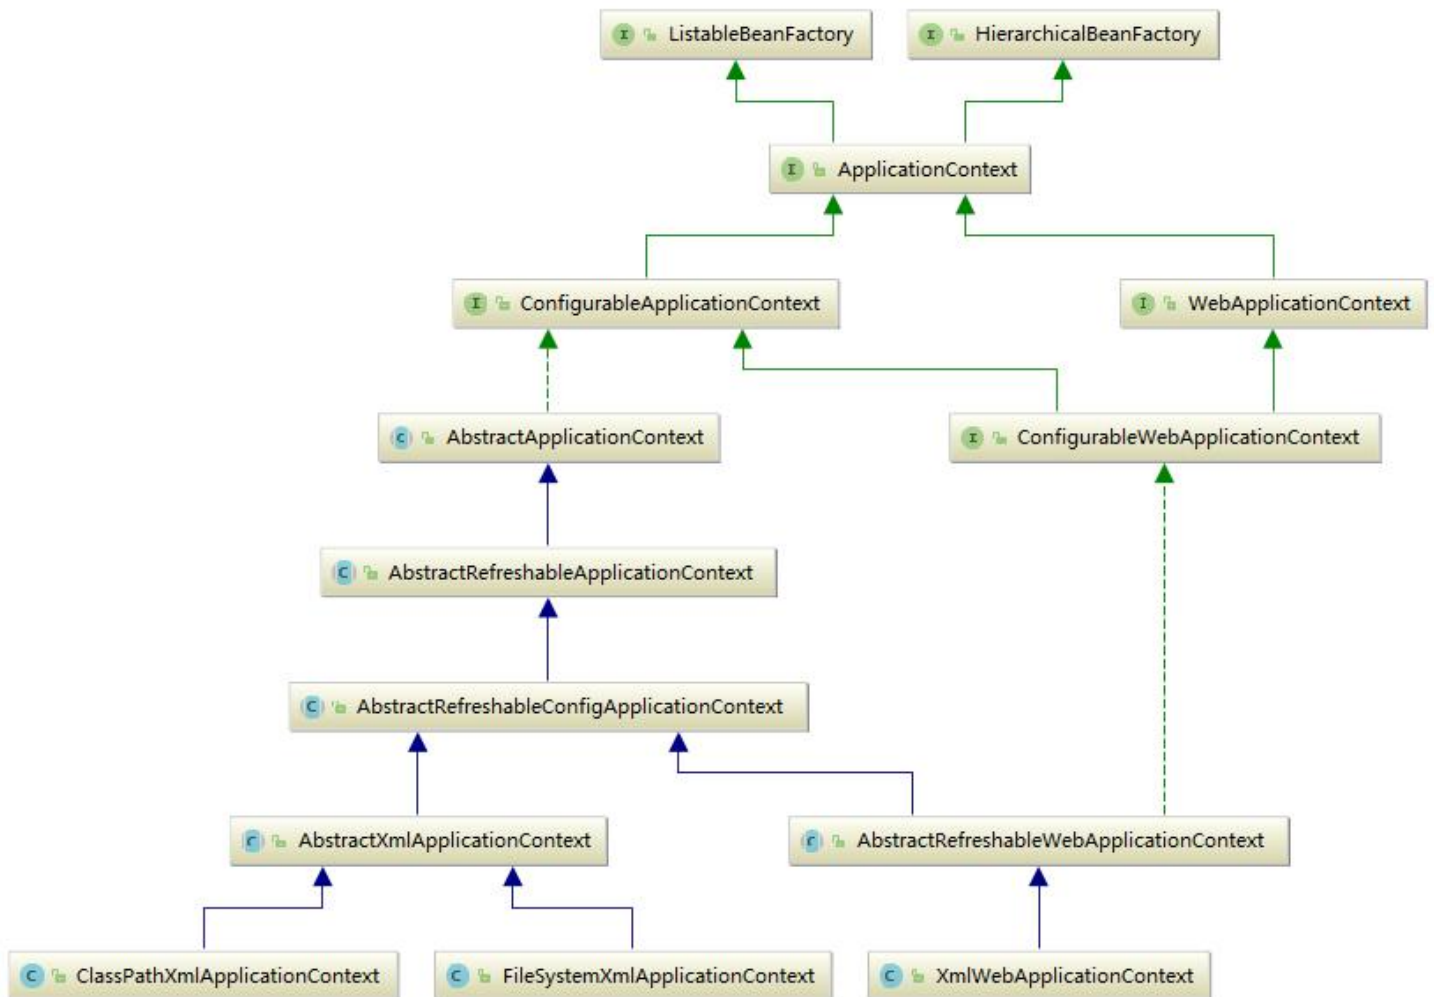 ListableBeanFactory
HierarchicalBeanFactory
ApplicationContext
ConfigurableApplicationContext
WebApplicationContext
AbstractApplicationContext
ConfigurableWebApplicationContext
AbstractRefreshableApplicationContext
AbstractRefreshableConfigApplicationContext
AbstractXmlApplicationContext
AbstractRefreshableWebApplicationContext
ClassPathXmlApplicationContext
FileSystemXmlApplicationContext
XmlWebApplicationContext